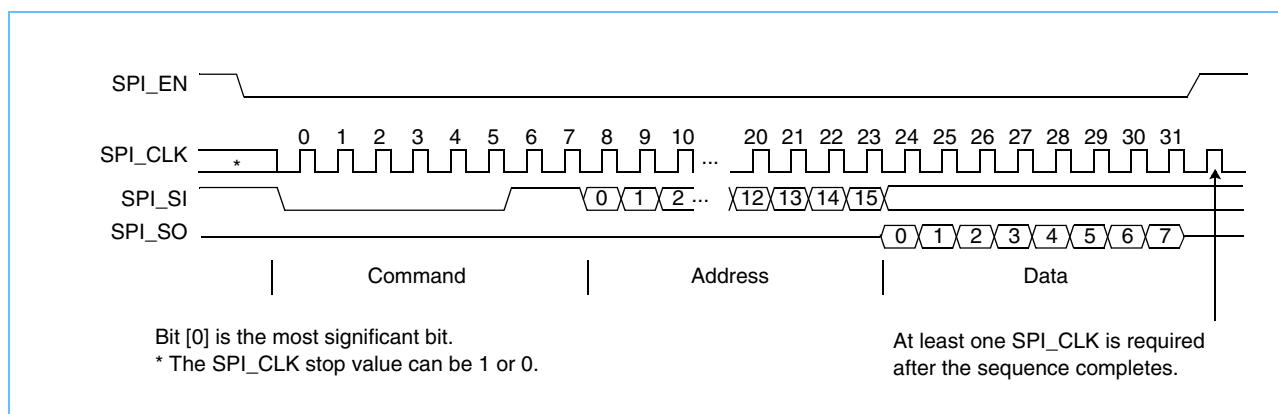 SPI_EN
0 1 2 3 4 5 6 7 8 9 10 20 21 22 23 24 25 26 27 28 29 30 31
SPI_CLK * ...
SPI_SI 0 1 2 ... 12 13 14 15
SPI_SO 0 1 2 3 4 5 6 7
Command Address Data
Bit [0] is the most significant bit.
* The SPI_CLK stop value can be 1 or 0.
At least one SPI_CLK is required
after the sequence completes.